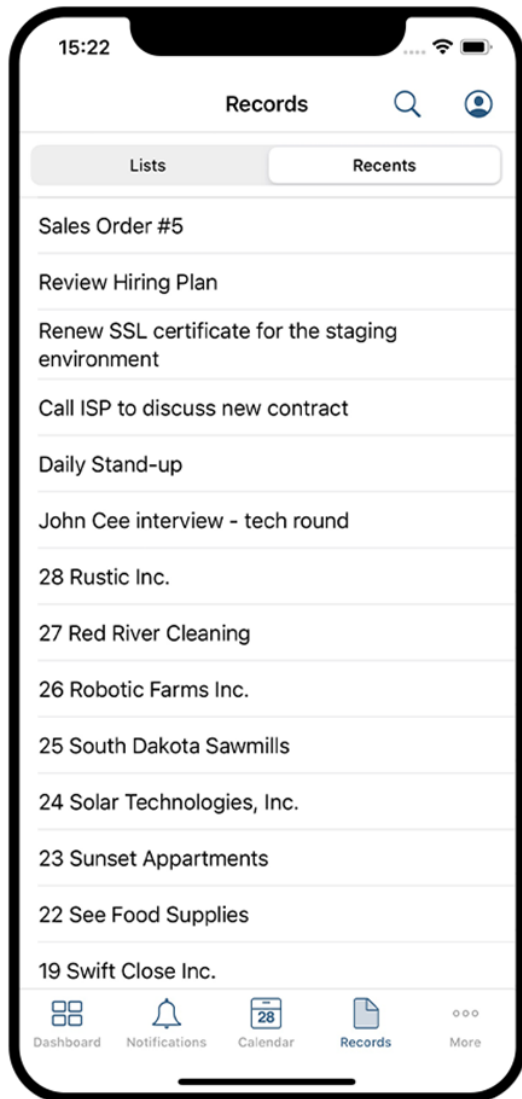 15:22
Records
Lists
Recents
Sales Order #5
Review Hiring Plan
Renew SSL certificate for the staging
environment
Call ISP to discuss new contract
Daily Stand-up
John Cee interview - tech round
28 Rustic Inc.
27 Red River Cleaning
26 Robotic Farms Inc.
25 South Dakota Sawmills
24 Solar Technologies, Inc.
23 Sunset Appartments
22 See Food Supplies
19 Swift Close Inc.
28
Dashboard
Notifications
Calendar
Records
More